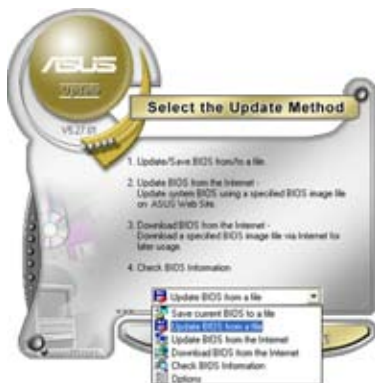 ASUS
Update
V5.27.01
Select the Update Method
1. Update/Save BIOS from/to a file.
2. Update BIOS from the Internet -
Update system BIOS using a specified BIOS image file
on ASUS Web Site.
3. Download BIOS from the Internet -
Download a specified BIOS image file via Internet for
later usage.
4. Check BIOS Information
Update BIOS from a file
Save current BIOS to a file
Update BIOS from a file
Update BIOS from the Internet
Download BIOS from the Internet
Check BIOS Information
Options